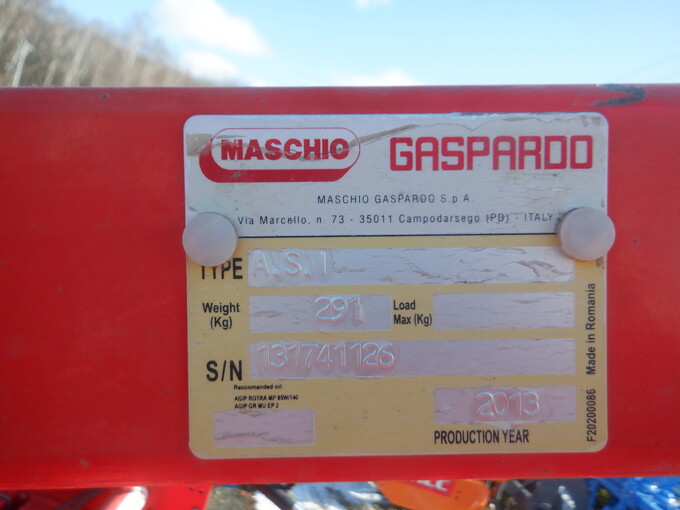 MASCHIO GASPARDO
MASCHIO GASPARDO S.p.A.
Via Marcello, n. 73 - 35011 Campodarsego (PD) - ITALY
TYPE A.S.1
Weight (Kg) 291 Load Max (Kg)
S/N 131741126
Raccomanded oil:
AGIP ROTRA MP 85W/140
AGIP GR MU EP 2
2013
PRODUCTION YEAR
F20200086 Made in Romania